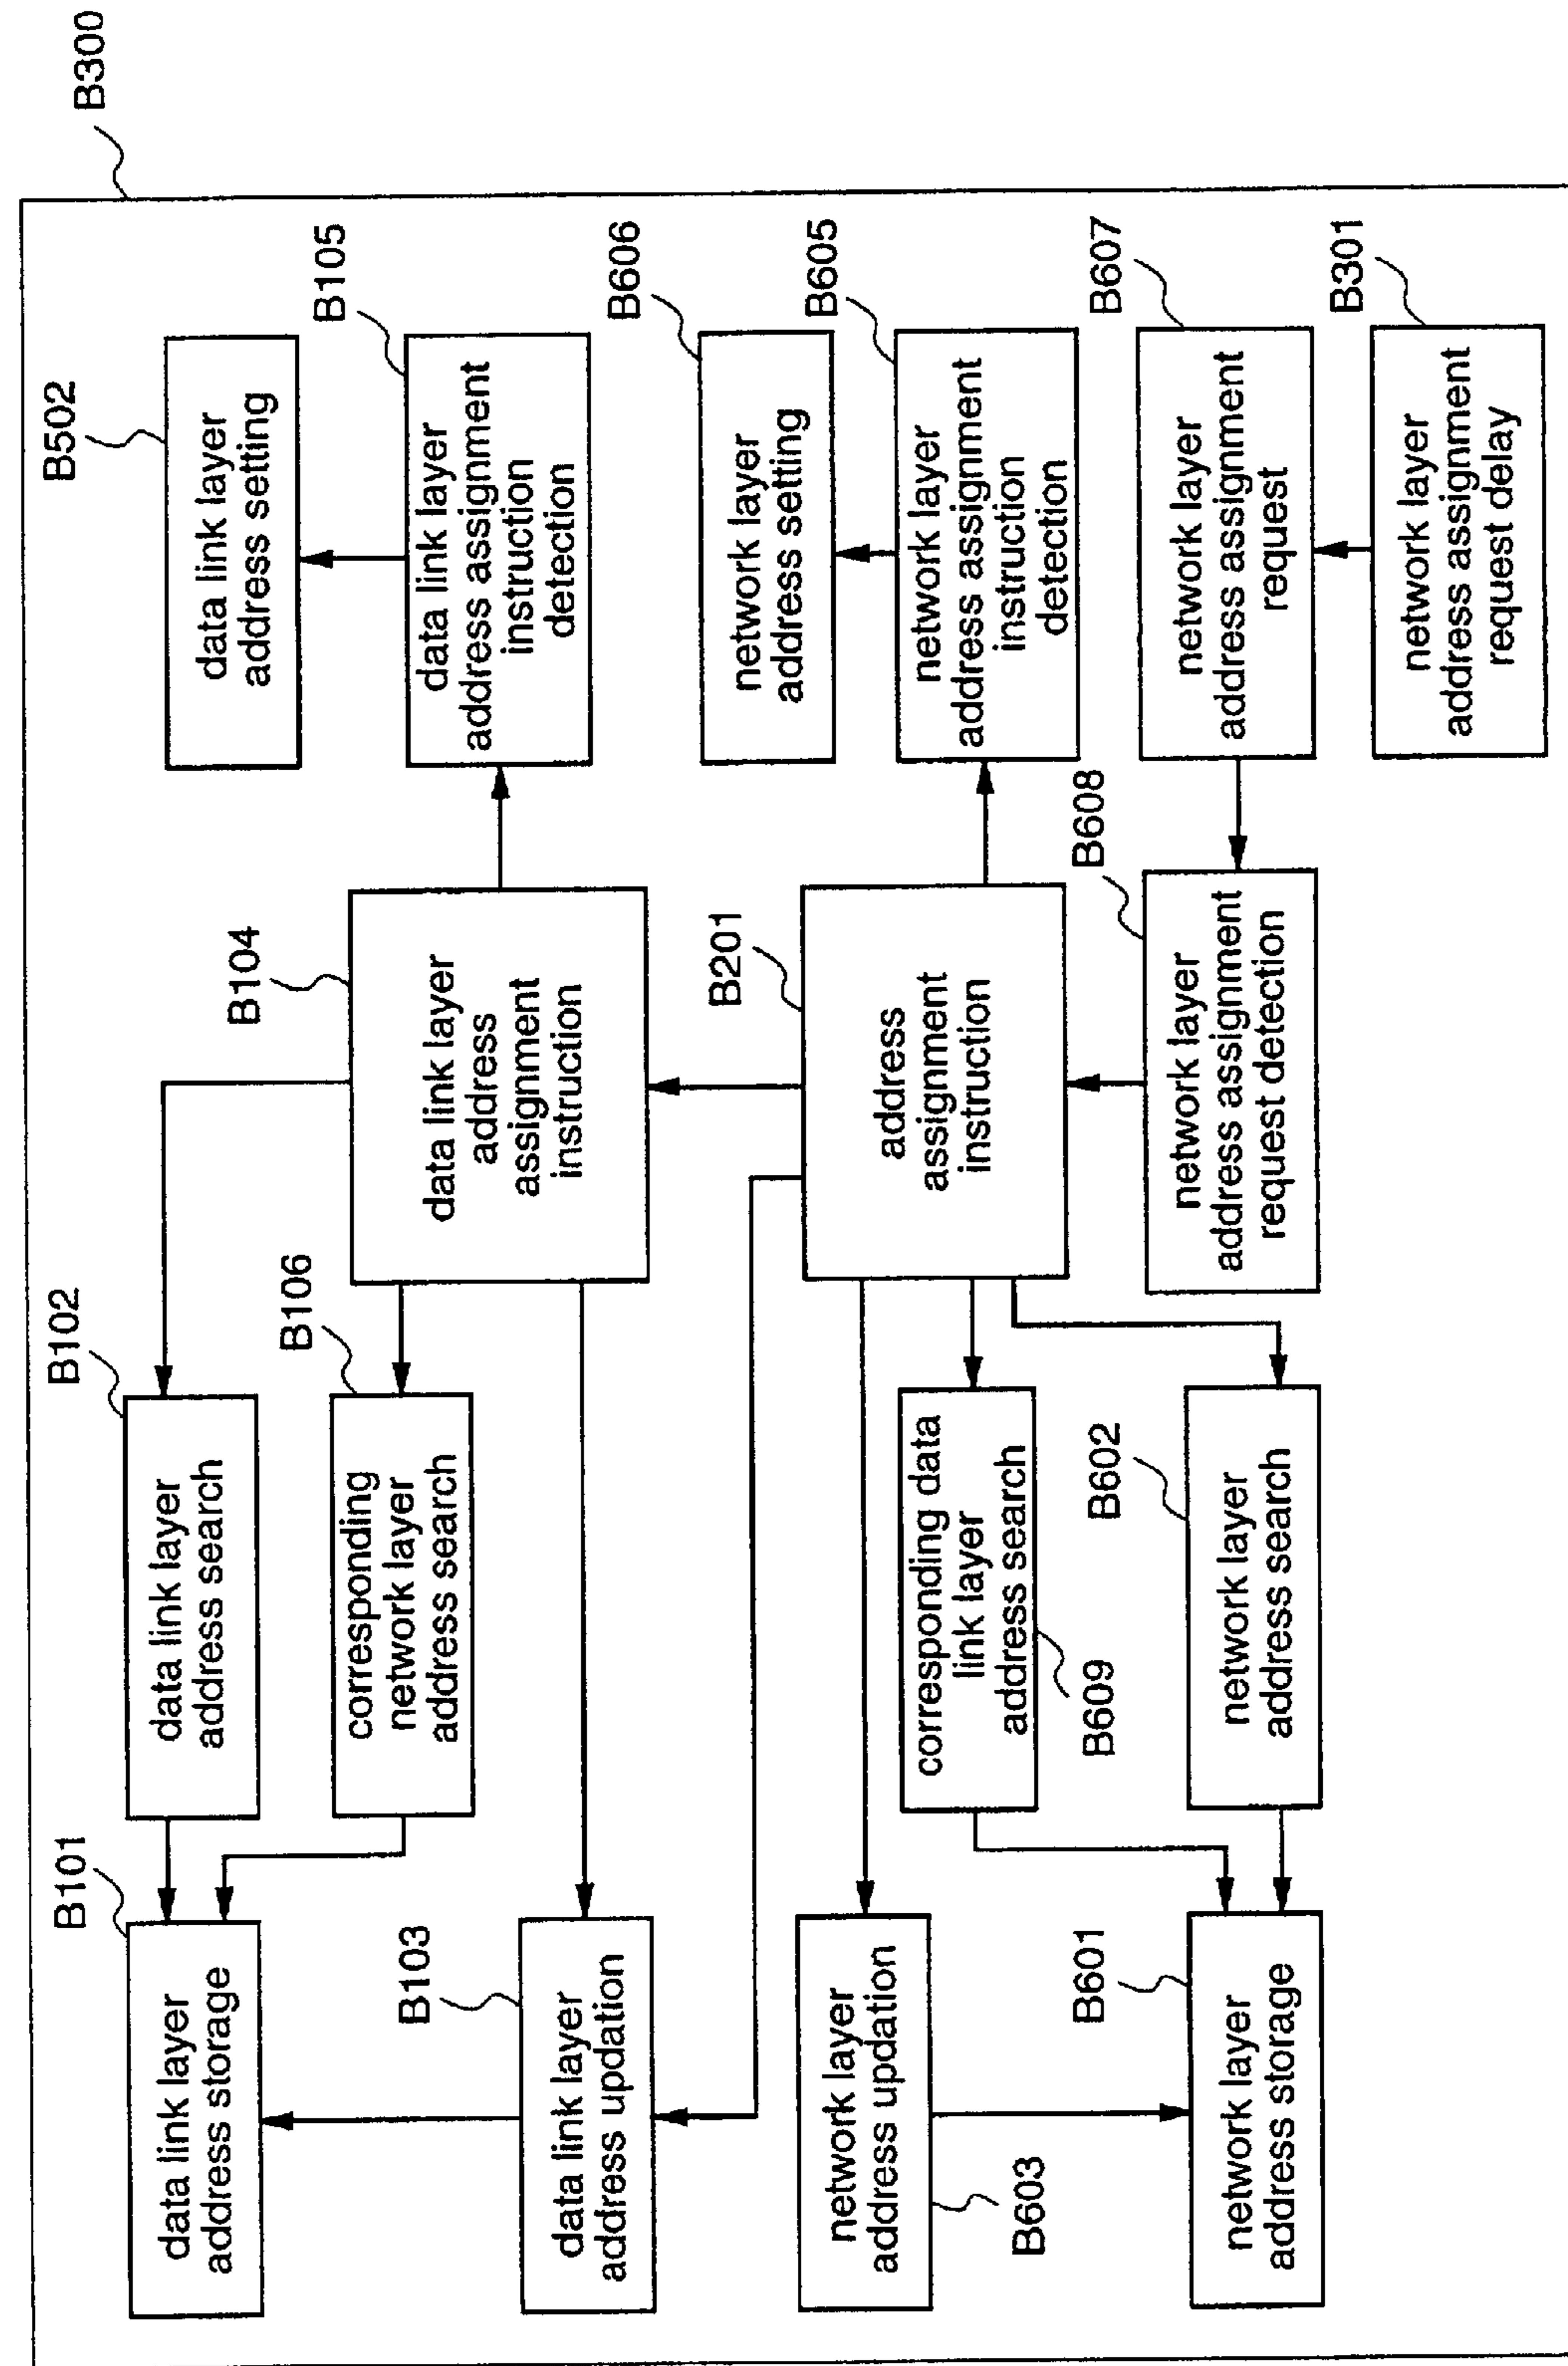 B300
B101
data link layer
address storage
B102
data link layer
address search
B502
data link layer
address setting
B104
data link layer
address
assignment
instruction
B105
data link layer
address assignment
instruction
detection
B106
corresponding
network layer
address search
B103
data link layer
address updation
B606
network layer
address setting
B201
address
assignment
instruction
B605
network layer
address assignment
instruction
detection
network layer
address updation
B603
corresponding data
link layer
address search
B609
B601
network layer
address storage
B602
network layer
address search
B608
network layer
address assignment
request detection
B607
network layer
address assignment
request
B301
network layer
address assignment
request delay